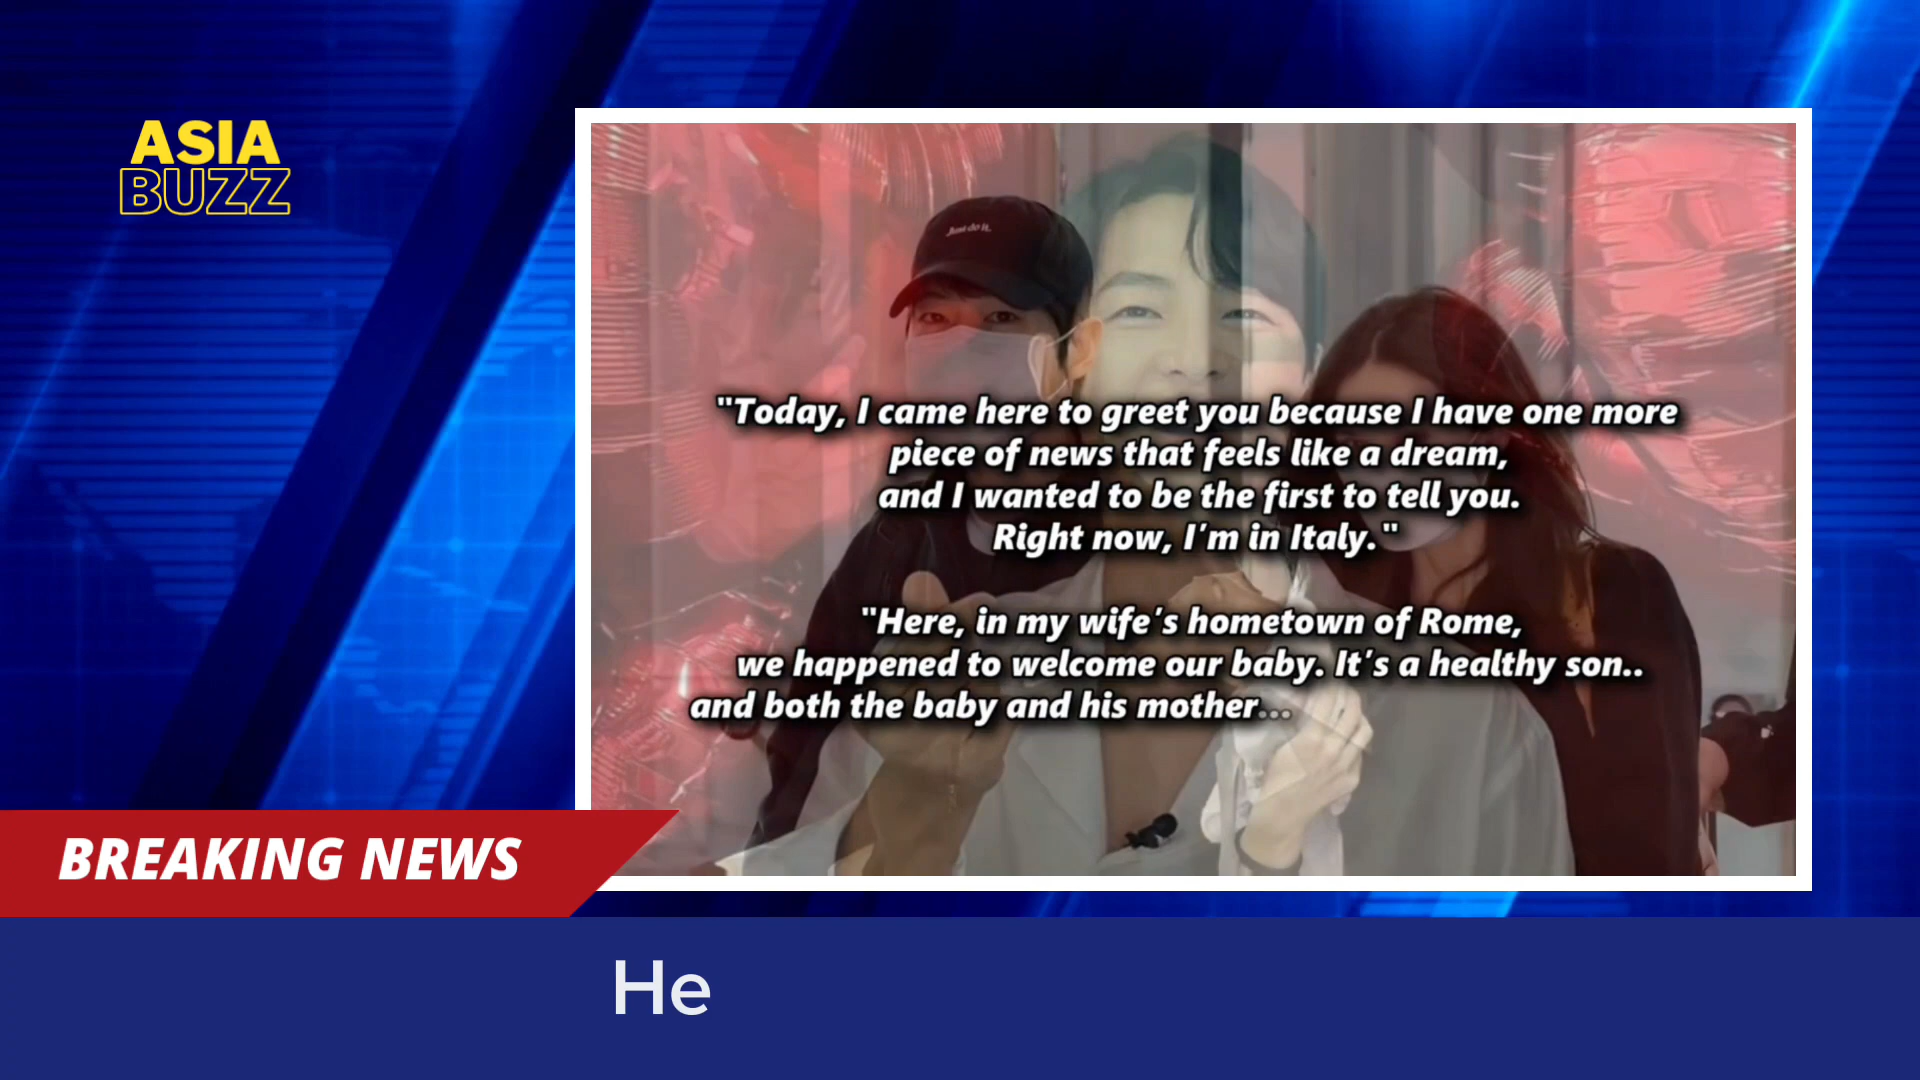 ASIA
BUZZ
Just do it.
"Today, I came here to greet you because I have one more
piece of news that feels like a dream,
and I wanted to be the first to tell you.
Right now, I'm in Italy."
"Here, in my wife's hometown of Rome,
we happened to welcome our baby. It's a healthy son..
and both the baby and his mother...
BREAKING NEWS
He